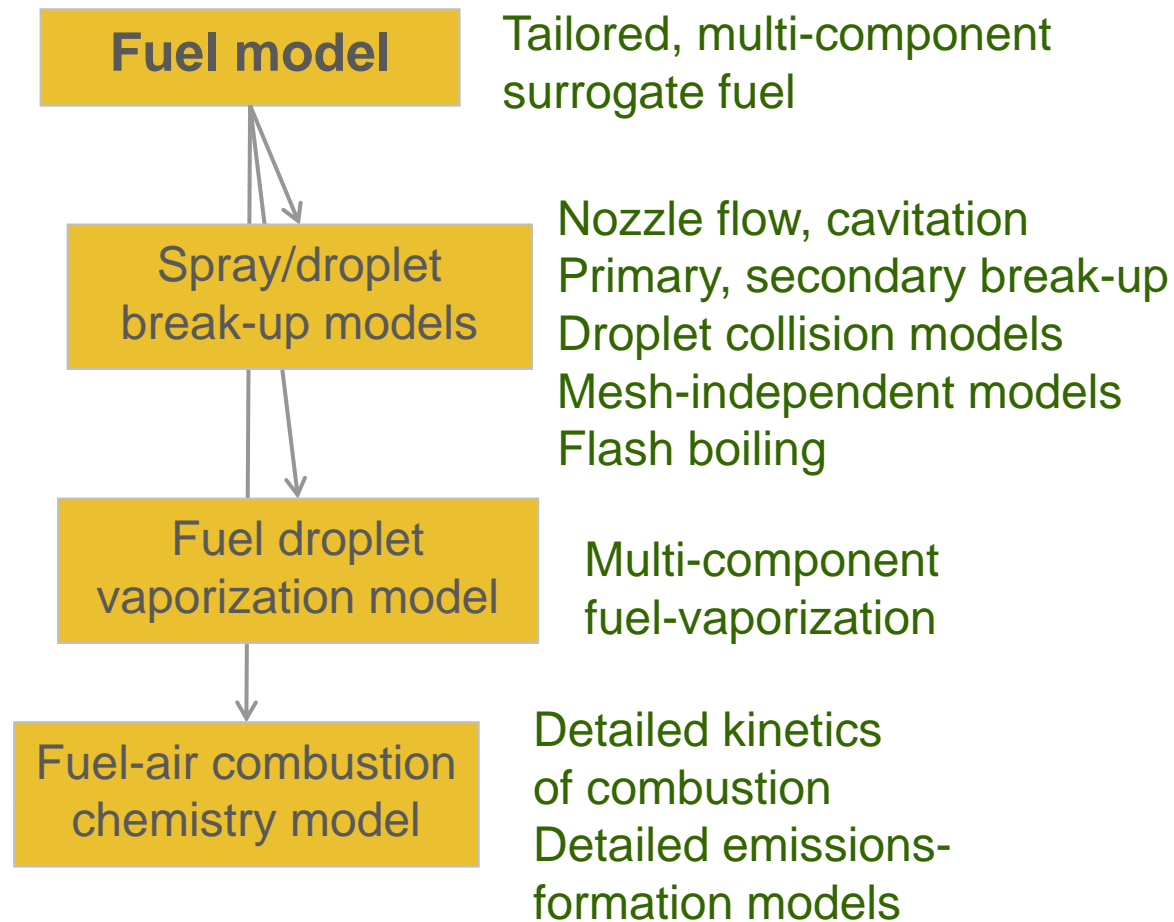 Fuel model
Tailored, multi-component
surrogate fuel
Spray/droplet
break-up models
Nozzle flow, cavitation
Primary, secondary break-up
Droplet collision models
Mesh-independent models
Flash boiling
Fuel droplet
vaporization model
Multi-component
fuel-vaporization
Fuel-air combustion
chemistry model
Detailed kinetics
of combustion
Detailed emissions-
formation models